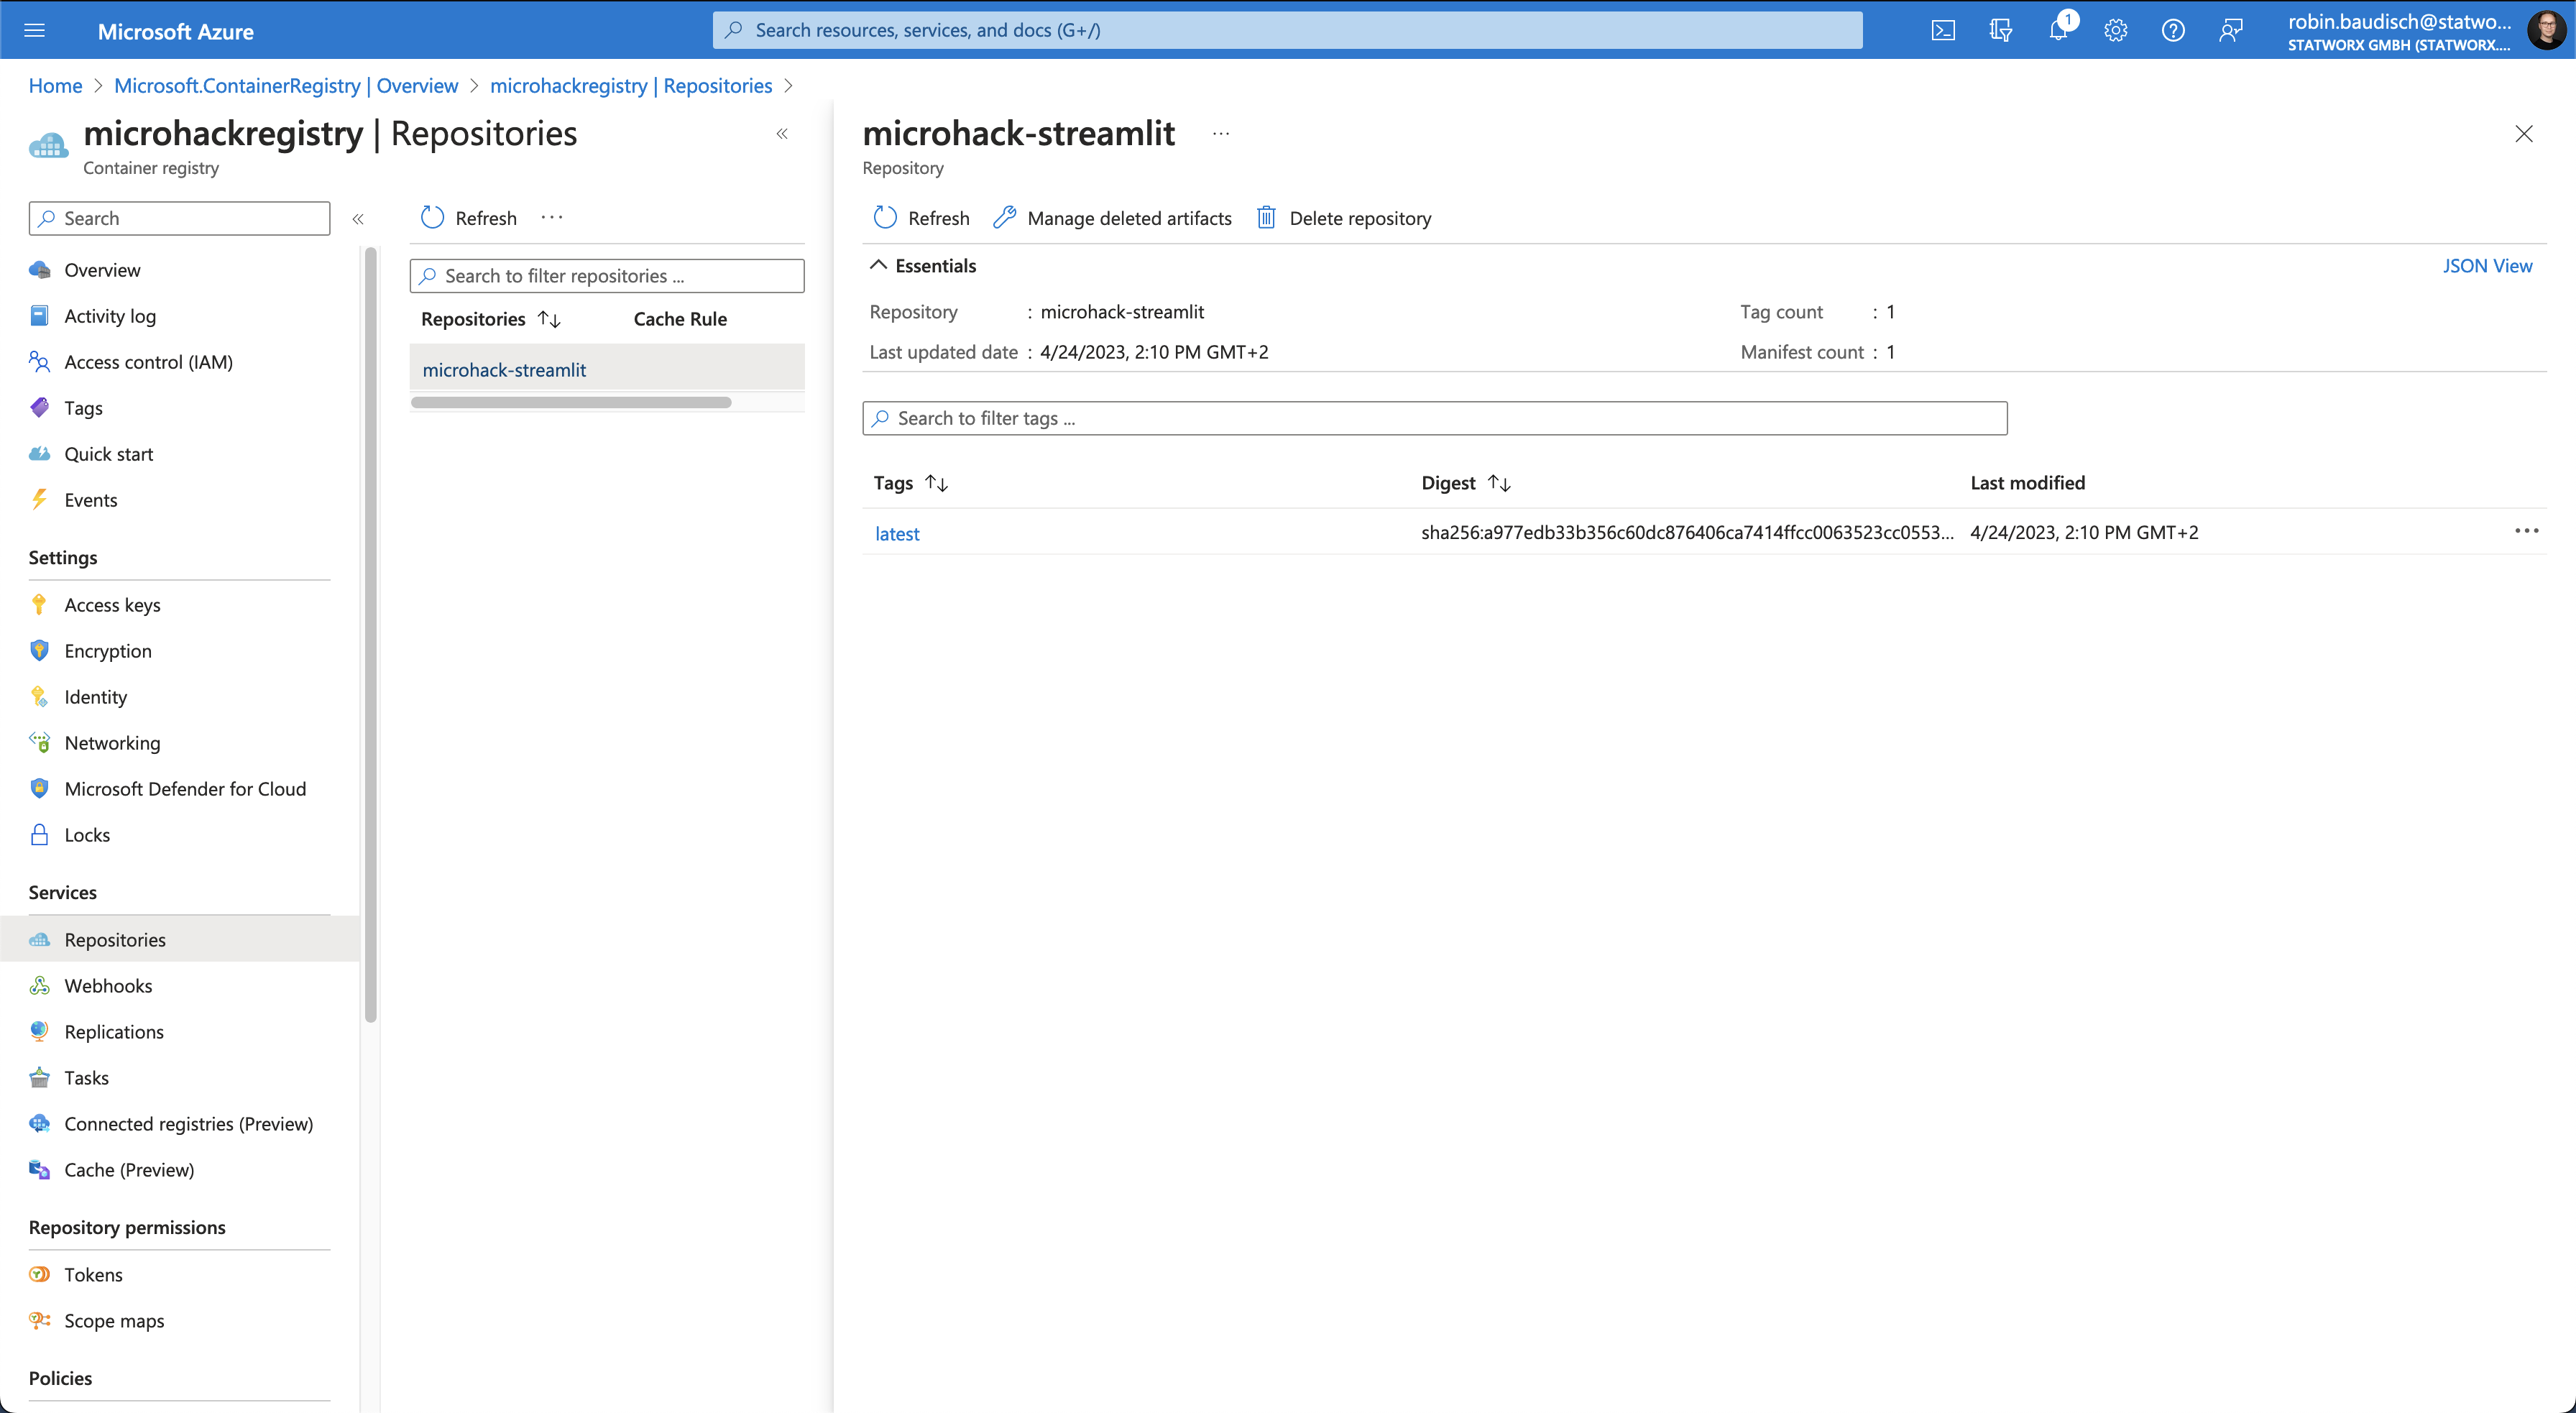 Microsoft Azure
Search resources, services, and docs (G+/)
1
robin.baudisch@statwo...
STATWORX GMBH (STATWORX....
Home > Microsoft.ContainerRegistry | Overview > microhackregistry | Repositories >
microhackregistry | Repositories
Container registry
Search
Overview
Activity log
Access control (IAM)
Tags
Quick start
Events
Settings
Access keys
Encryption
Identity
Networking
Microsoft Defender for Cloud
Locks
Services
Repositories
Webhooks
Replications
Tasks
Connected registries (Preview)
Cache (Preview)
Repository permissions
Tokens
Scope maps
Policies
Refresh ...
Search to filter repositories ...
Repositories Cache Rule
microhack-streamlit
microhack-streamlit ...
Repository
Refresh Manage deleted artifacts Delete repository
Essentials JSON View
Repository : microhack-streamlit Tag count : 1
Last updated date : 4/24/2023, 2:10 PM GMT+2 Manifest count : 1
Search to filter tags ...
Tags Digest Last modified
latest sha256:a977edb33b356c60dc876406ca7414ffcc0063523cc0553... 4/24/2023, 2:10 PM GMT+2 ...